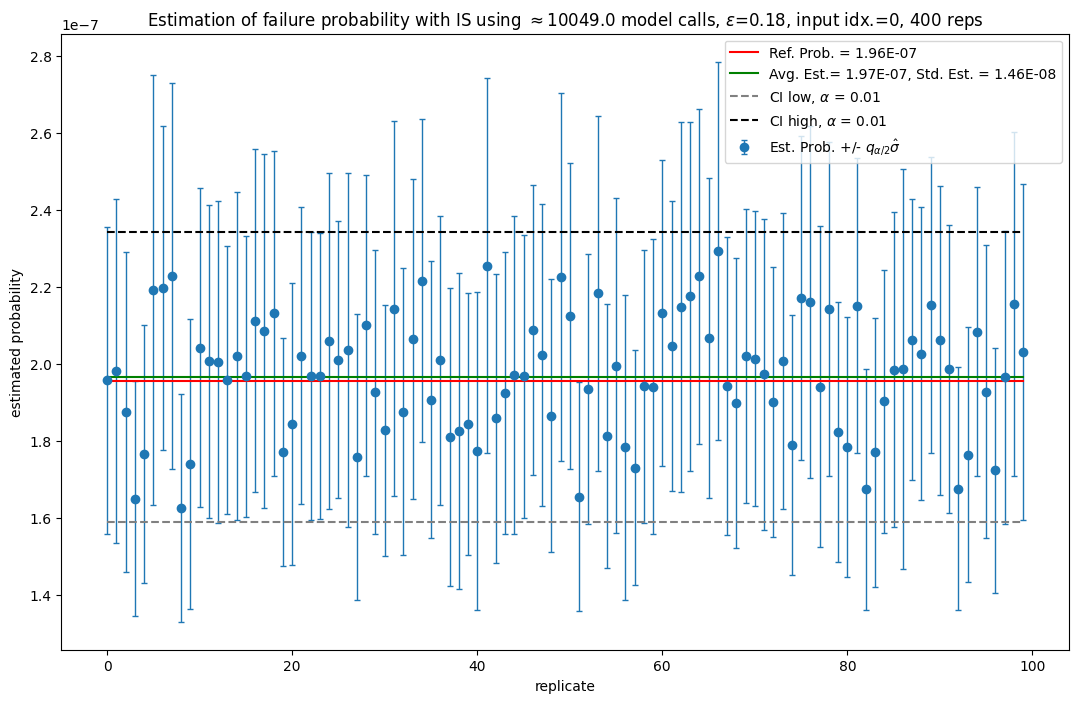 Estimation of failure probability with IS using ≈10049.0 model calls, ε=0.18, input idx.=0, 400 reps
1e−7
Ref. Prob. = 1.96E-07
Avg. Est.= 1.97E-07, Std. Est. = 1.46E-08
CI low, α = 0.01
CI high, α = 0.01
Est. Prob. +/- qα/2σ̂
2.8
2.6
2.4
2.2
2.0
1.8
1.6
1.4
estimated probability
0 20 40 60 80 100
replicate